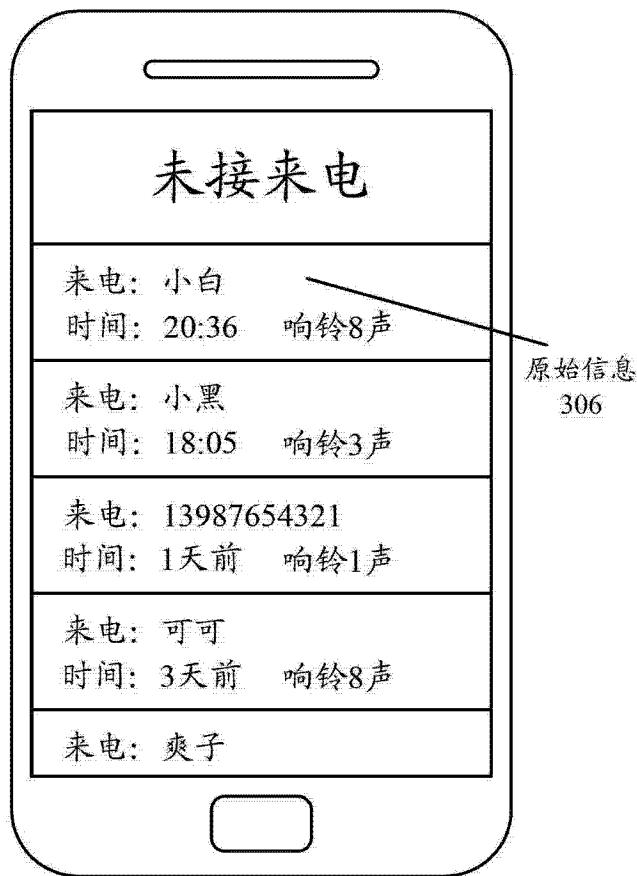 未接来电
来电：小白
时间：20:36 响铃8声
来电：小黑
时间：18:05 响铃3声
来电：13987654321
时间：1天前 响铃1声
来电：可可
时间：3天前 响铃8声
来电：爽子
原始信息
306